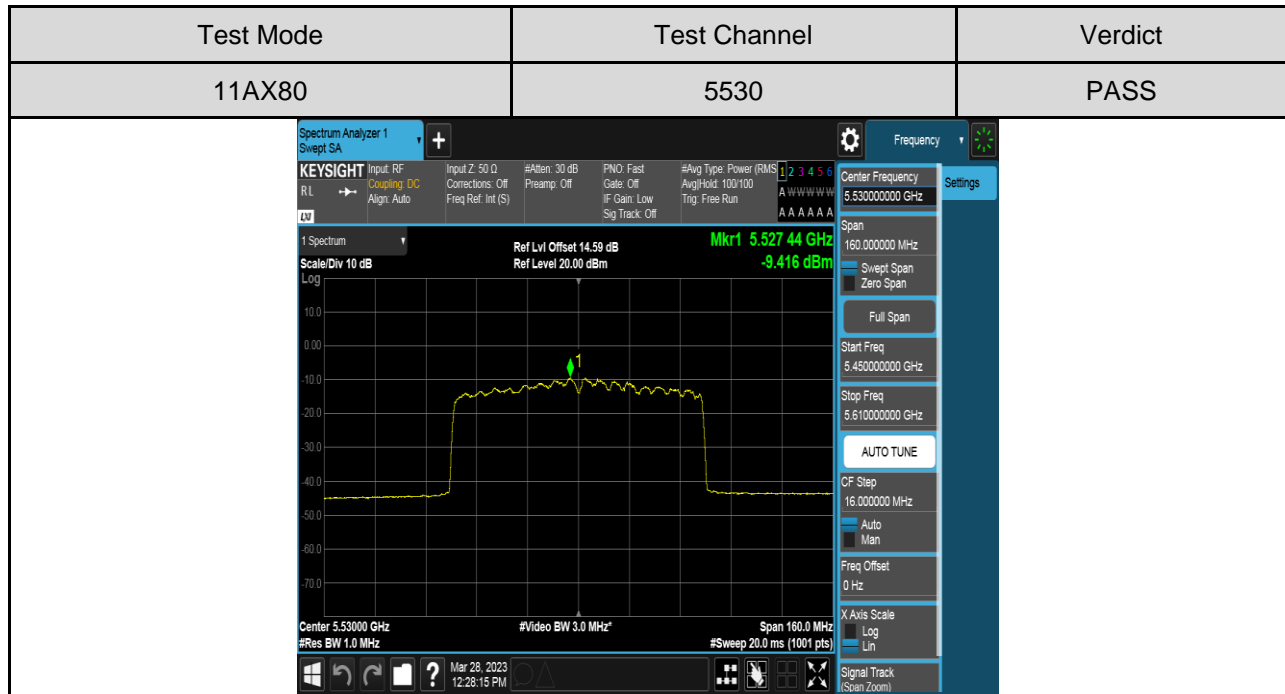 Test Mode Test Channel Verdict
11AX80 5530 PASS
Spectrum Analyzer 1
Swept SA
Frequency
KEYSIGHT Input: RF Input Z: 50 Ω #Atten: 30 dB PNO: Fast #Avg Type: Power (RMS 1 2 3 4 5 6
RL Coupling: DC Corrections: Off Preamp: Off Gate: Off Avg|Hold: 100/100 A W W W W W
Align: Auto Freq Ref: Int (S) IF Gain: Low Trig: Free Run
LXI Sig Track: Off A A A A A A
Center Frequency
5.530000000 GHz
Settings
1 Spectrum Ref Lvl Offset 14.59 dB Mkr1 5.527 44 GHz
Scale/Div 10 dB Ref Level 20.00 dBm -9.416 dBm
Log
10.0
0.00
1
-10.0
-20.0
-30.0
-40.0
-50.0
-60.0
-70.0
Center 5.53000 GHz #Video BW 3.0 MHz* Span 160.0 MHz
#Res BW 1.0 MHz #Sweep 20.0 ms (1001 pts)
Span
160.000000 MHz
Swept Span
Zero Span
Full Span
Start Freq
5.450000000 GHz
Stop Freq
5.610000000 GHz
AUTO TUNE
CF Step
16.000000 MHz
Auto
Man
Freq Offset
0 Hz
X Axis Scale
Log
Lin
Signal Track
(Span Zoom)
? Mar 28, 2023
12:28:15 PM